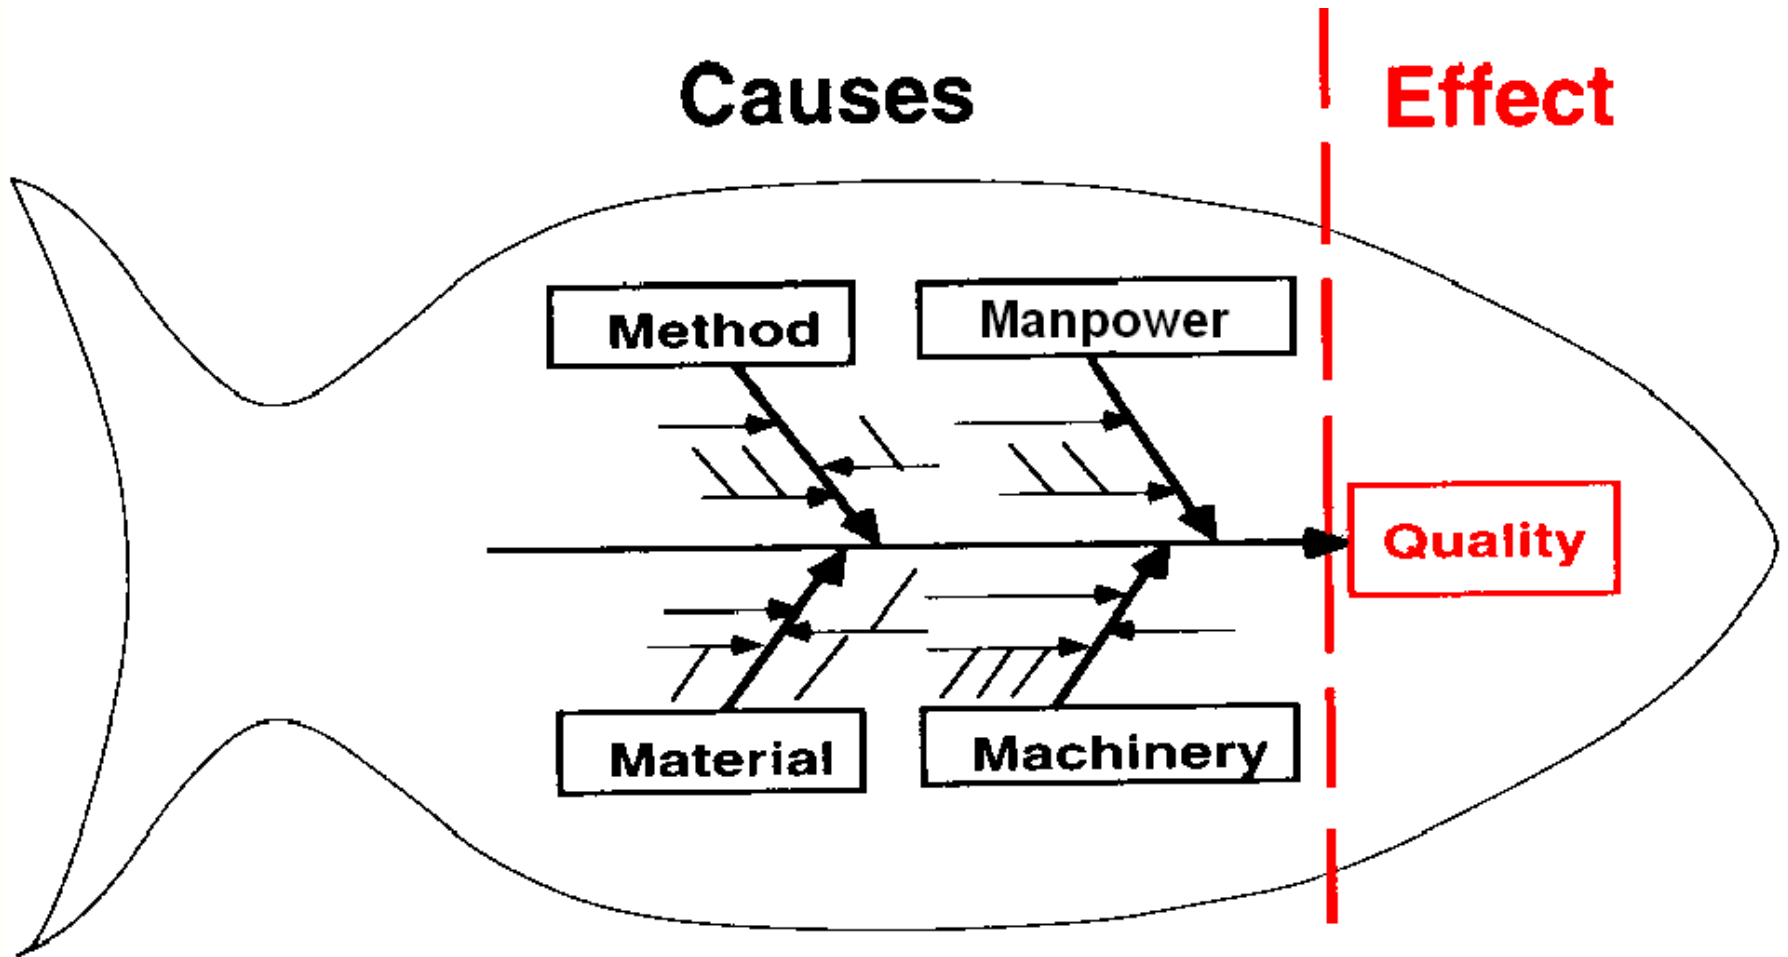 Causes
Effect
Method
Manpower
Quality
Material
Machinery